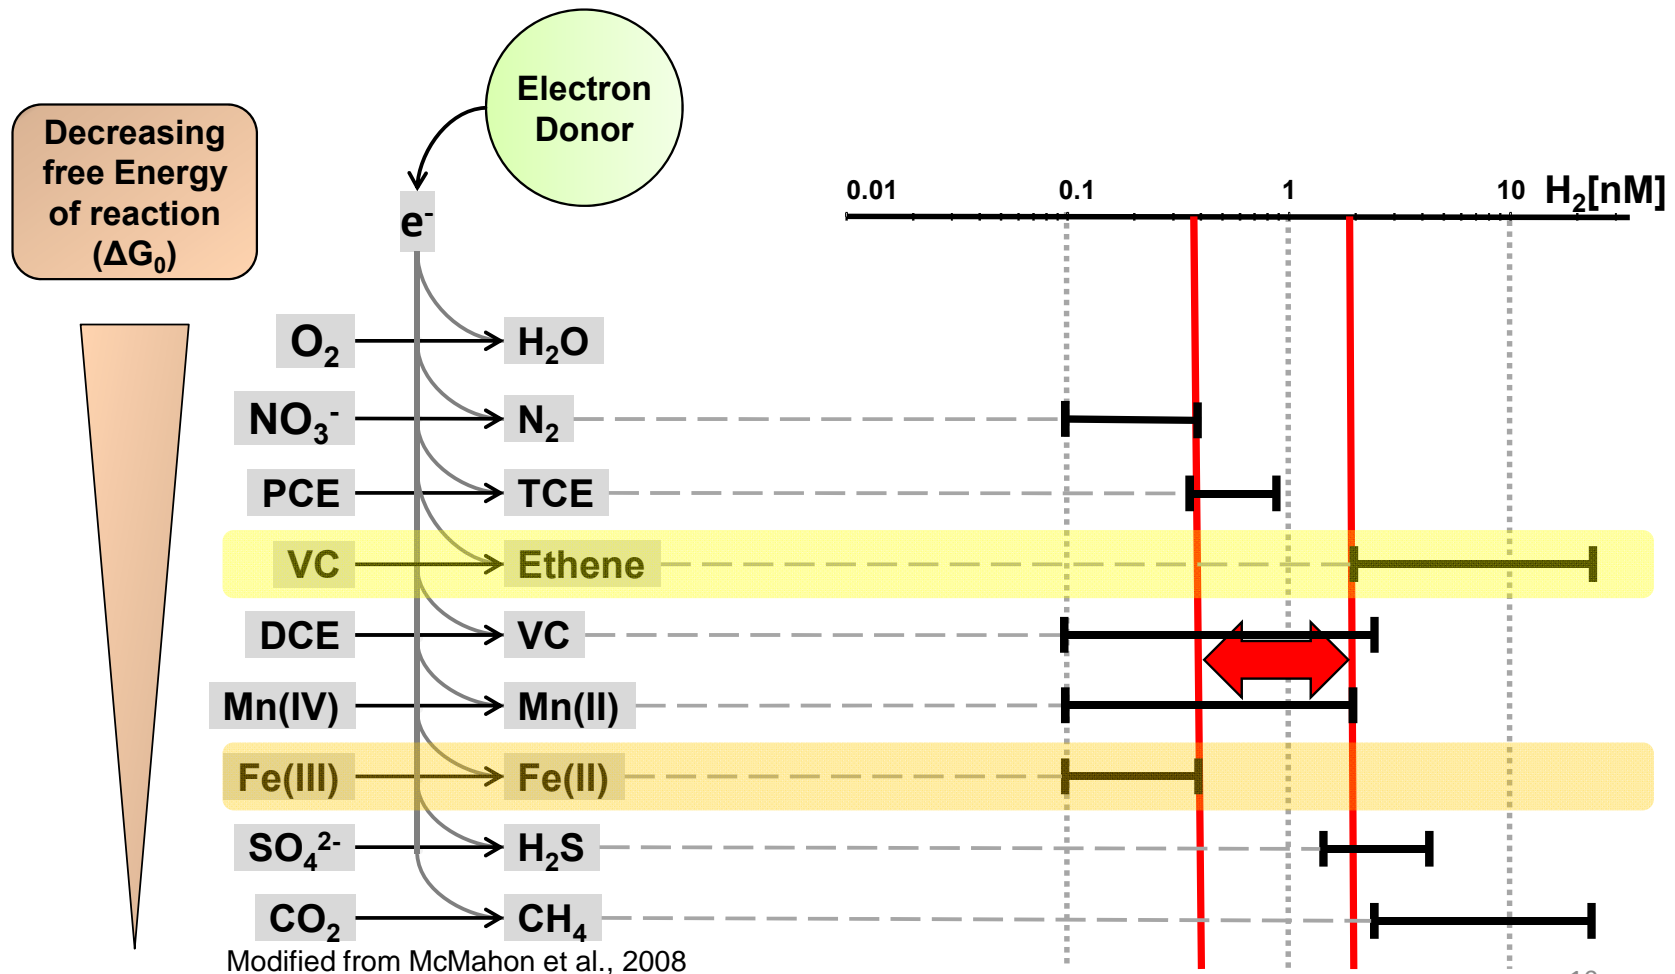 Electron
Donor
Decreasing
free Energy
of reaction
(ΔG₀)
e⁻
0.01 0.1 1 10 H₂[nM]
O₂ H₂O
NO₃⁻ N₂
PCE TCE
VC Ethene
DCE VC
Mn(IV) Mn(II)
Fe(III) Fe(II)
SO₄²⁻ H₂S
CO₂ CH₄
Modified from McMahon et al., 2008